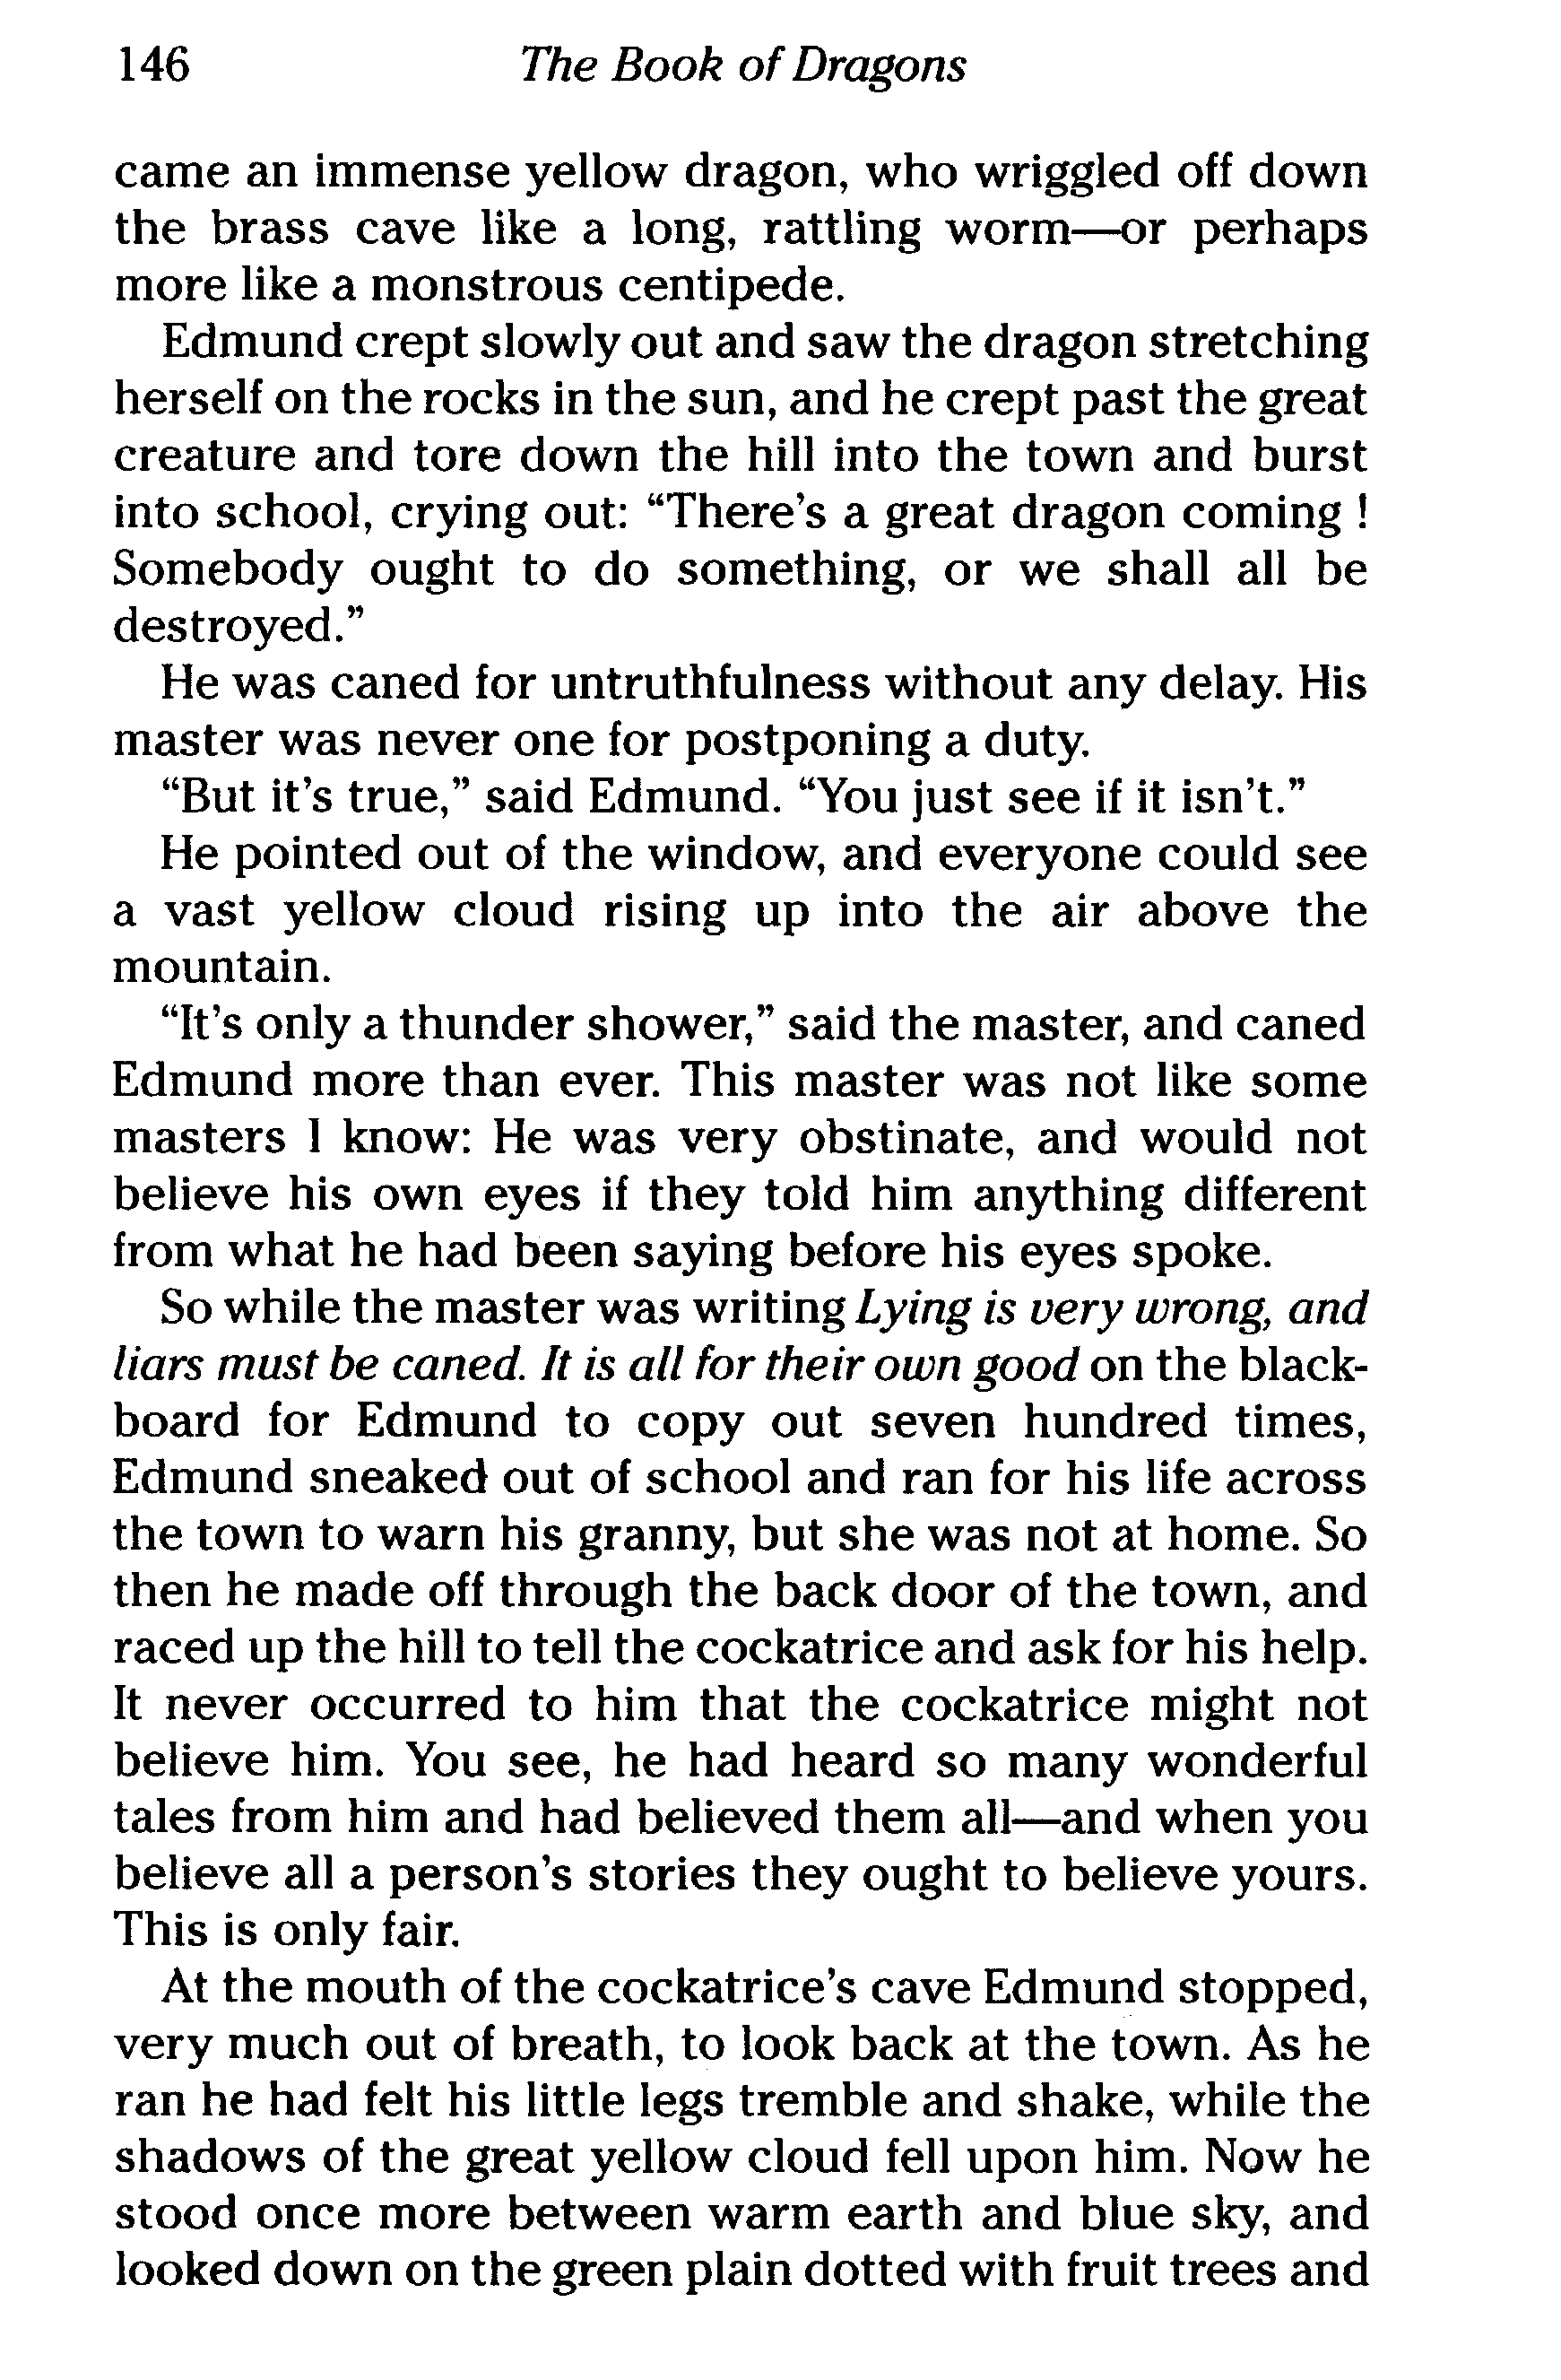 146 The Book of Dragons
came an immense yellow dragon, who wriggled off down
the brass cave like a long, rattling worm—or perhaps
more like a monstrous centipede.
Edmund crept slowly out and saw the dragon stretching
herself on the rocks in the sun, and he crept past the great
creature and tore down the hill into the town and burst
into school, crying out: “There’s a great dragon coming !
Somebody ought to do something, or we shall all be
destroyed.”
He was caned for untruthfulness without any delay. His
master was never one for postponing a duty.
“But it’s true,” said Edmund. “You just see if it isn’t.”
He pointed out of the window, and everyone could see
a vast yellow cloud rising up into the air above the
mountain.
“It’s only a thunder shower,” said the master, and caned
Edmund more than ever. This master was not like some
masters I know: He was very obstinate, and would not
believe his own eyes if they told him anything different
from what he had been saying before his eyes spoke.
So while the master was writing Lying is very wrong, and
liars must be caned. It is all for their own good on the black-
board for Edmund to copy out seven hundred times,
Edmund sneaked out of school and ran for his life across
the town to warn his granny, but she was not at home. So
then he made off through the back door of the town, and
raced up the hill to tell the cockatrice and ask for his help.
It never occurred to him that the cockatrice might not
believe him. You see, he had heard so many wonderful
tales from him and had believed them all—and when you
believe all a person’s stories they ought to believe yours.
This is only fair.
At the mouth of the cockatrice’s cave Edmund stopped,
very much out of breath, to look back at the town. As he
ran he had felt his little legs tremble and shake, while the
shadows of the great yellow cloud fell upon him. Now he
stood once more between warm earth and blue sky, and
looked down on the green plain dotted with fruit trees and